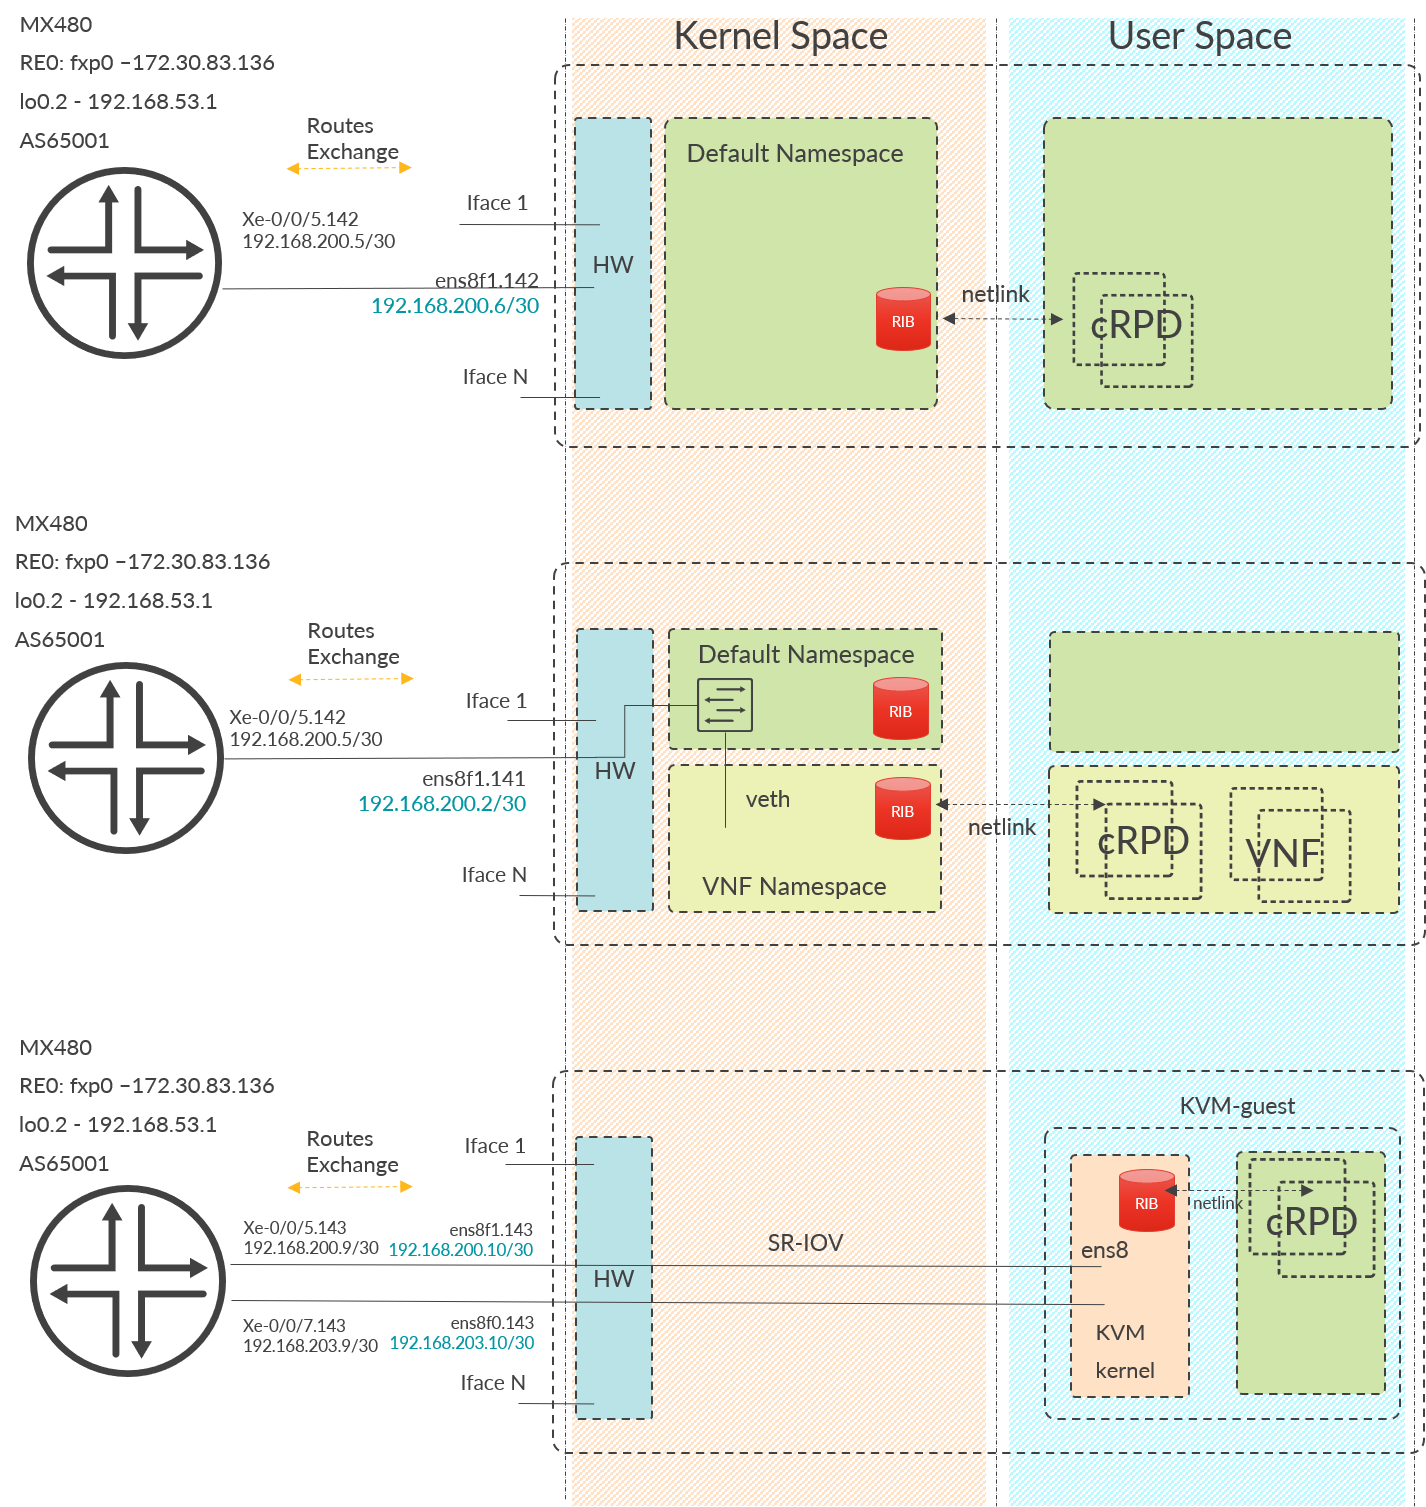 Kernel Space
User Space
MX480
RE0: fxp0 –172.30.83.136
lo0.2 - 192.168.53.1
AS65001
Routes
Exchange
Xe-0/0/5.142
192.168.200.5/30
Iface 1
ens8f1.142
192.168.200.6/30
Iface N
HW
Default Namespace
RIB
netlink
cRPD
MX480
RE0: fxp0 –172.30.83.136
lo0.2 - 192.168.53.1
AS65001
Routes
Exchange
Xe-0/0/5.142
192.168.200.5/30
Iface 1
ens8f1.141
192.168.200.2/30
Iface N
HW
Default Namespace
RIB
veth
RIB
VNF Namespace
netlink
cRPD
VNF
MX480
RE0: fxp0 –172.30.83.136
lo0.2 - 192.168.53.1
AS65001
Routes
Exchange
Iface 1
Xe-0/0/5.143
192.168.200.9/30
ens8f1.143
192.168.200.10/30
Xe-0/0/7.143
192.168.203.9/30
ens8f0.143
192.168.203.10/30
Iface N
HW
SR-IOV
KVM-guest
RIB
netlink
cRPD
ens8
KVM
kernel